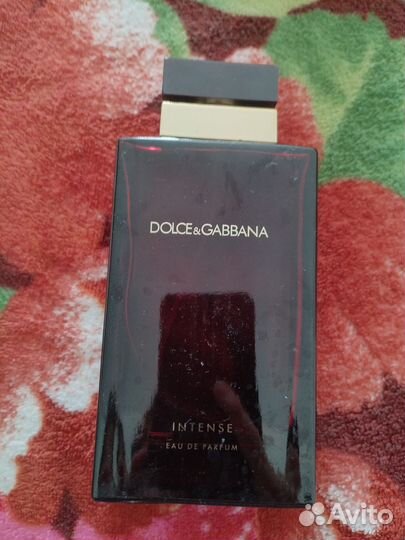 DOLCE&GABBANA
INTENSE
EAU DE PARFUM
Avito